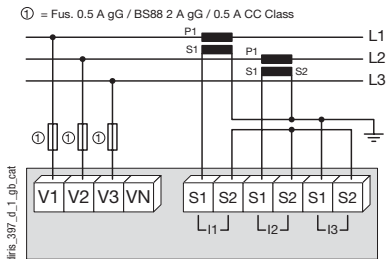 ① = Fus. 0.5 A gG / BS88 2 A gG / 0.5 A CC Class
P1 L1
S1 P1 L2
S1 S2 L3
① ① ①
V1 V2 V3 VN S1 S2 S1 S2 S1 S2
I1 I2 I3
diris_397_d_1_gb_cat